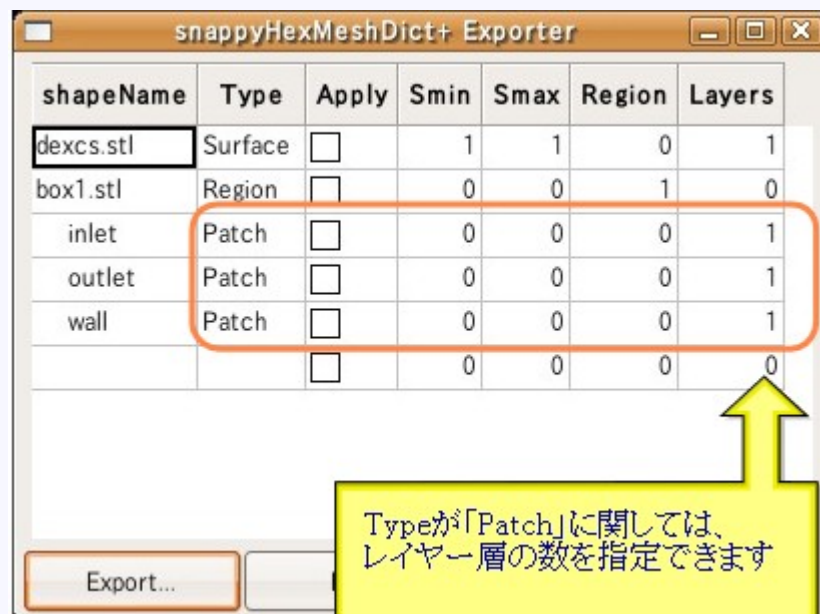 snappyHexMeshDict+ Exporter
shapeName Type Apply Smin Smax Region Layers
dexcs.stl Surface 1 1 0 1
box1.stl Region 0 0 1 0
inlet Patch 0 0 0 1
outlet Patch 0 0 0 1
wall Patch 0 0 0 1
0 0 0 0
Typeが「Patch」に関しては、
レイヤー層の数を指定できます
Export...